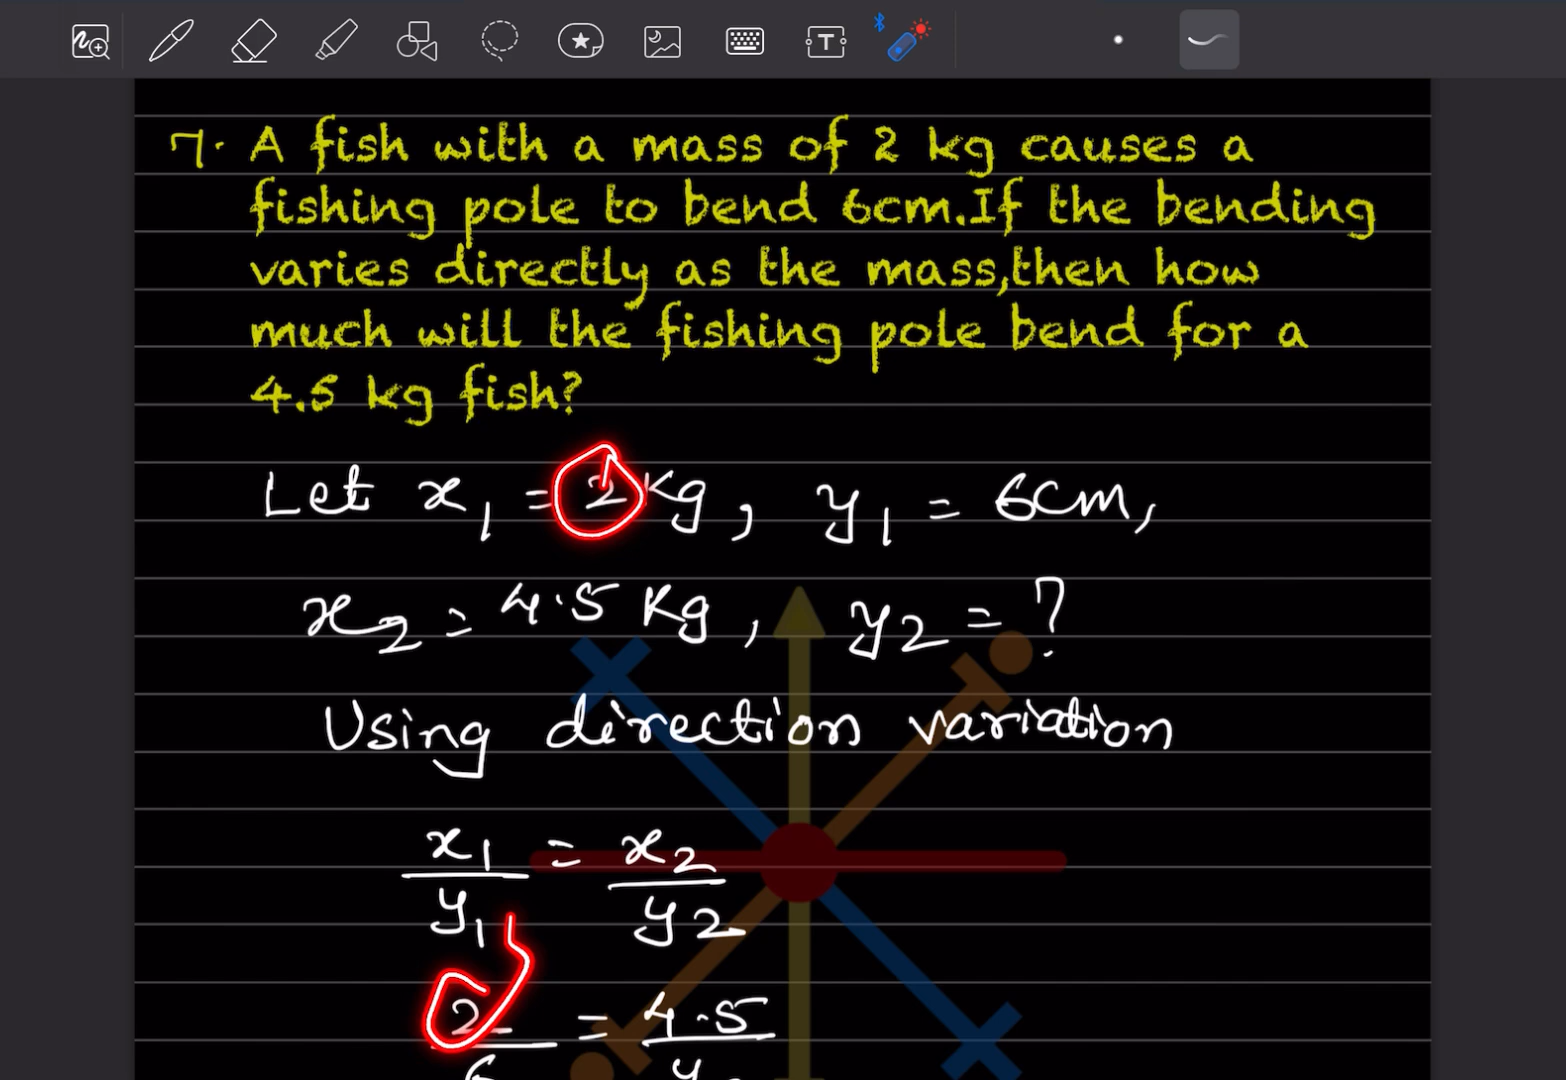 7. A fish with a mass of 2 kg causes a
fishing pole to bend 6cm.If the bending
varies directly as the mass,then how
much will the fishing pole bend for a
4.5 kg fish?
Let x₁ = 2 Kg, y₁ = 6cm,
x₂ = 4.5 Kg, y₂ = ?
Using direction variation
x₁/y₁ = x₂/y₂
2/6 = 4.5/y₂